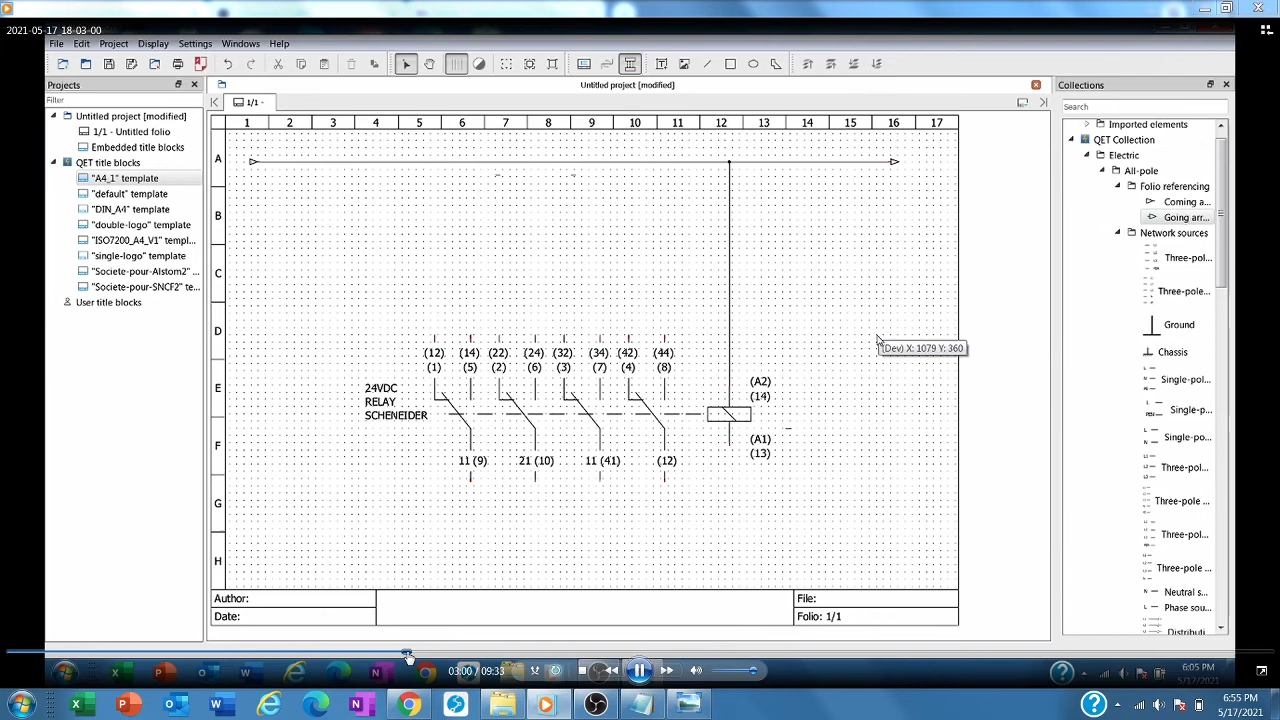 2021-05-17 18-03-00
File Edit Project Display Settings Windows Help
Projects
Untitled project [modified]
Collections
Filter
1/1 -
Search
Untitled project [modified]
1/1 - Untitled folio
Embedded title blocks
QET title blocks
"A4_1" template
"default" template
"DIN_A4" template
"double-logo" template
"ISO7200_A4_V1" templ...
"single-logo" template
"Societe-pour-Alstom2" ...
"Societe-pour-SNCF2" te...
User title blocks
1 2 3 4 5 6 7 8 9 10 11 12 13 14 15 16 17
A
B
C
D
E
F
G
H
(12) (14) (22) (24) (32) (34) (42) (44)
(1) (5) (2) (6) (3) (7) (4) (8)
24VDC
RELAY
SCHENEIDER
(A2)
(14)
(A1)
(13)
11 (9) 21 (10) 11 (41) (12)
(Dev) X: 1079 Y: 360
Author:
Date:
File:
Folio: 1/1
Imported elements
QET Collection
Electric
All-pole
Folio referencing
Coming a...
Going arr...
Network sources
Three-pol...
Three-pole...
Ground
Chassis
Single-pol...
Single-p...
Single-po...
Three-pol...
Three-pole ...
Three-pol...
Three-pole ...
Neutral s...
Phase sou...
Distributi...
03:00 / 09:33
6:05 PM
5/17/2021
6:55 PM
5/17/2021